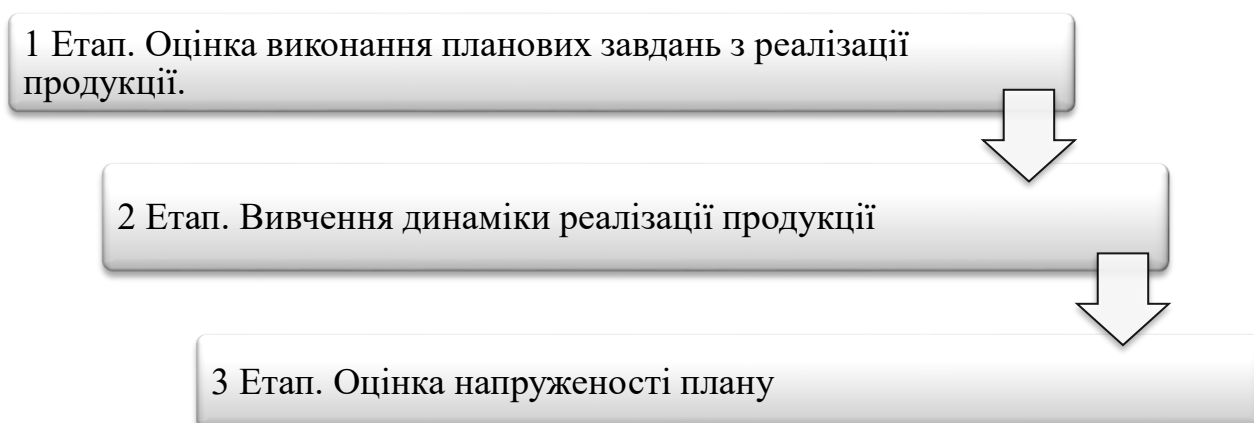 1 Етап. Оцінка виконання планових завдань з реалізації
продукції.
2 Етап. Вивчення динаміки реалізації продукції
3 Етап. Оцінка напруженості плану